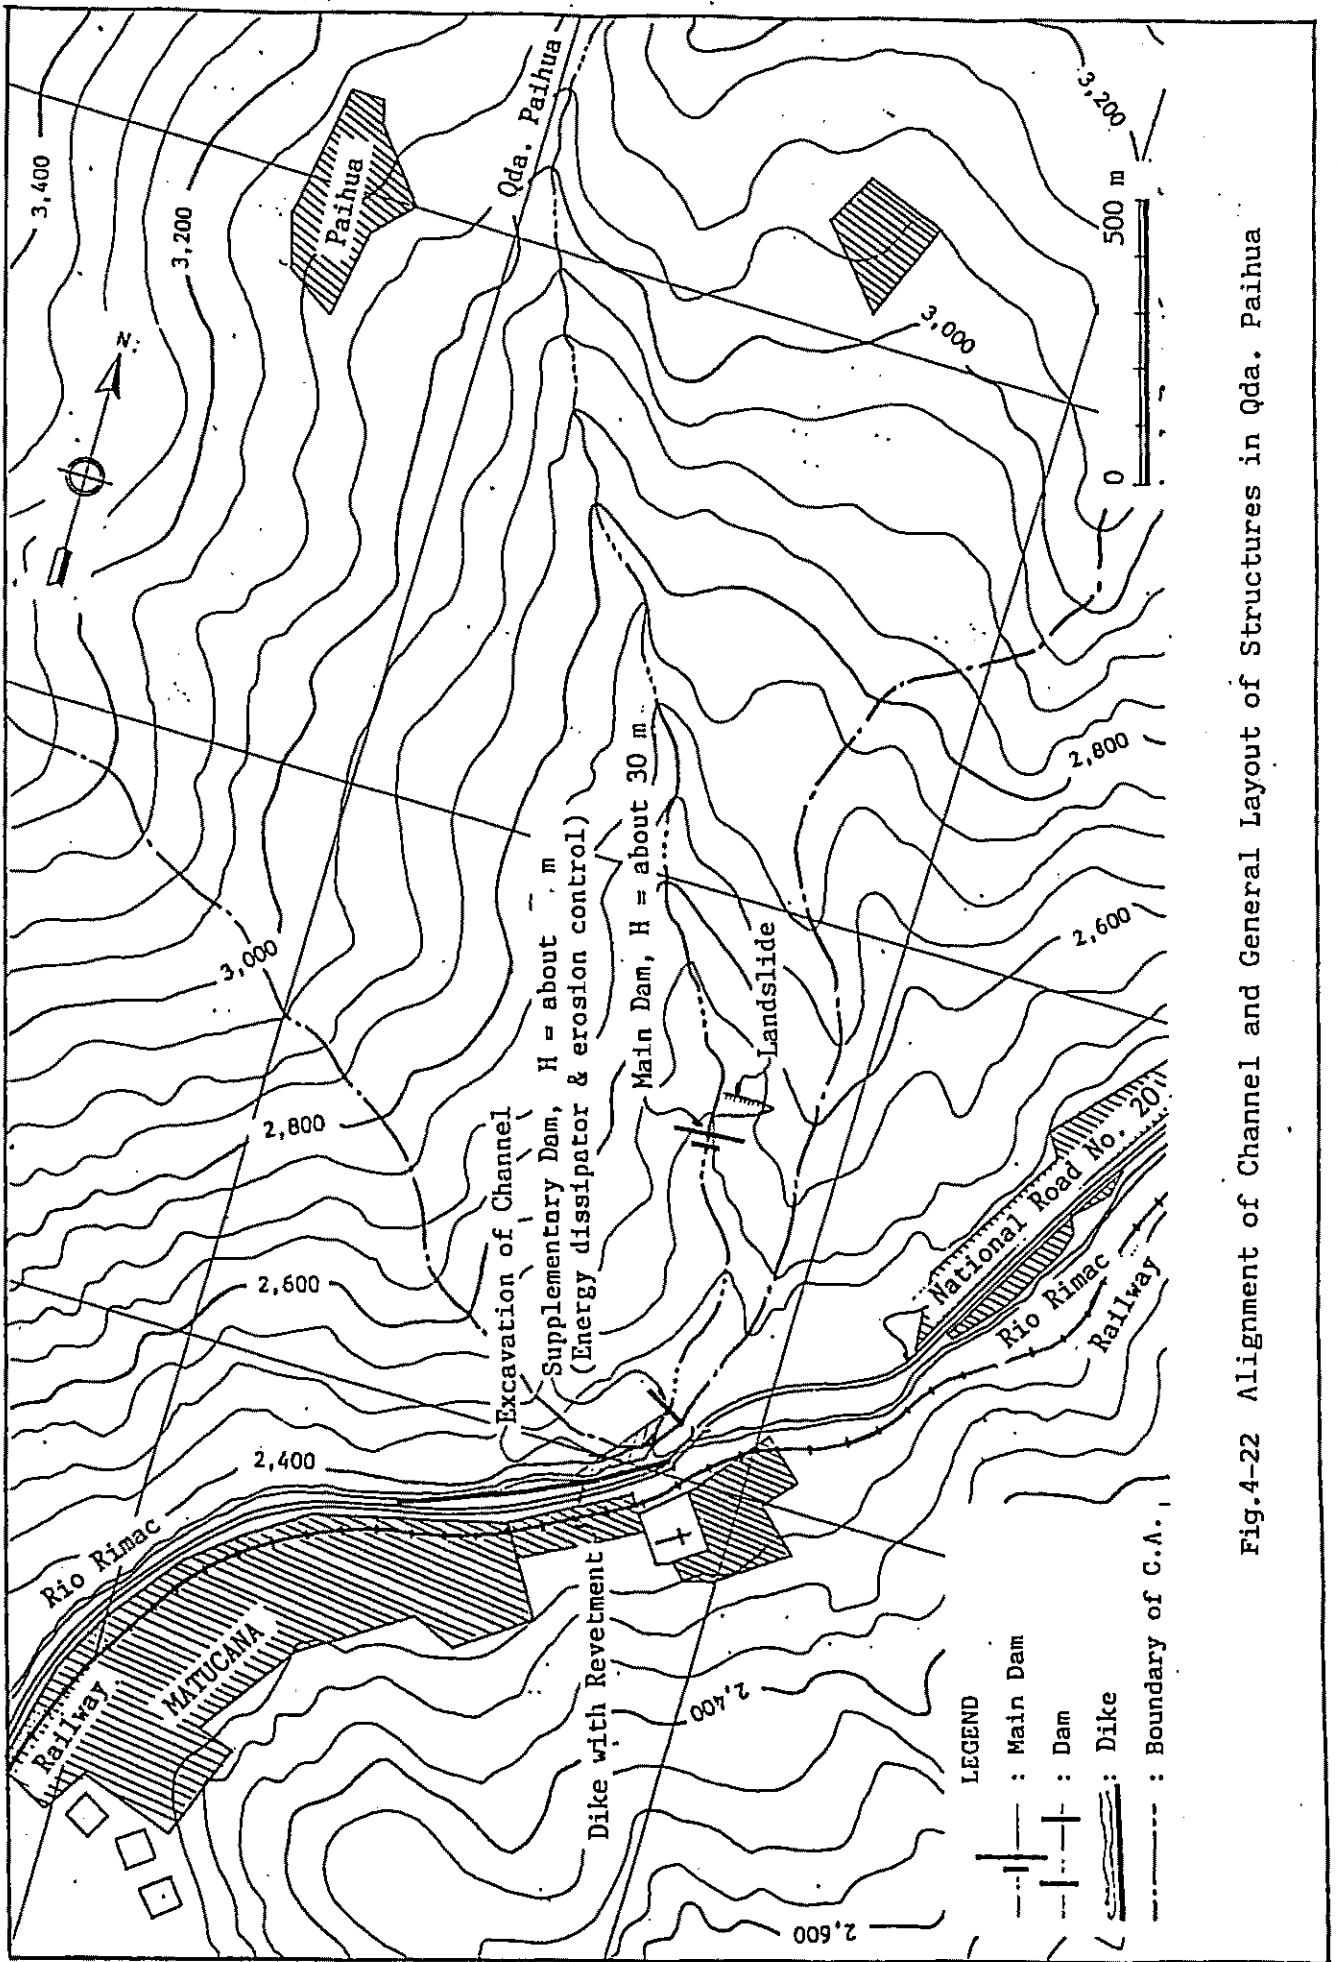 3,400
3,200
Paihua
Qda. Paihua
3,200
N
500 m
0
3,000
3,000
2,800
2,600
2,400
2,800
2,600
Excavation of Channel
Supplementary Dam, H = about m
(Energy dissipator & erosion control)
Main Dam, H = about 30 m
Landslide
National Road No. 20
Rio Rimac
Railway
Rio Rimac
Railway
MATUCANA
Dike with Revetment
2,400
2,600
LEGEND
: Main Dam
: Dam
: Dike
: Boundary of C.A.
Fig.4-22 Alignment of Channel and General Layout of Structures in Qda. Paihua